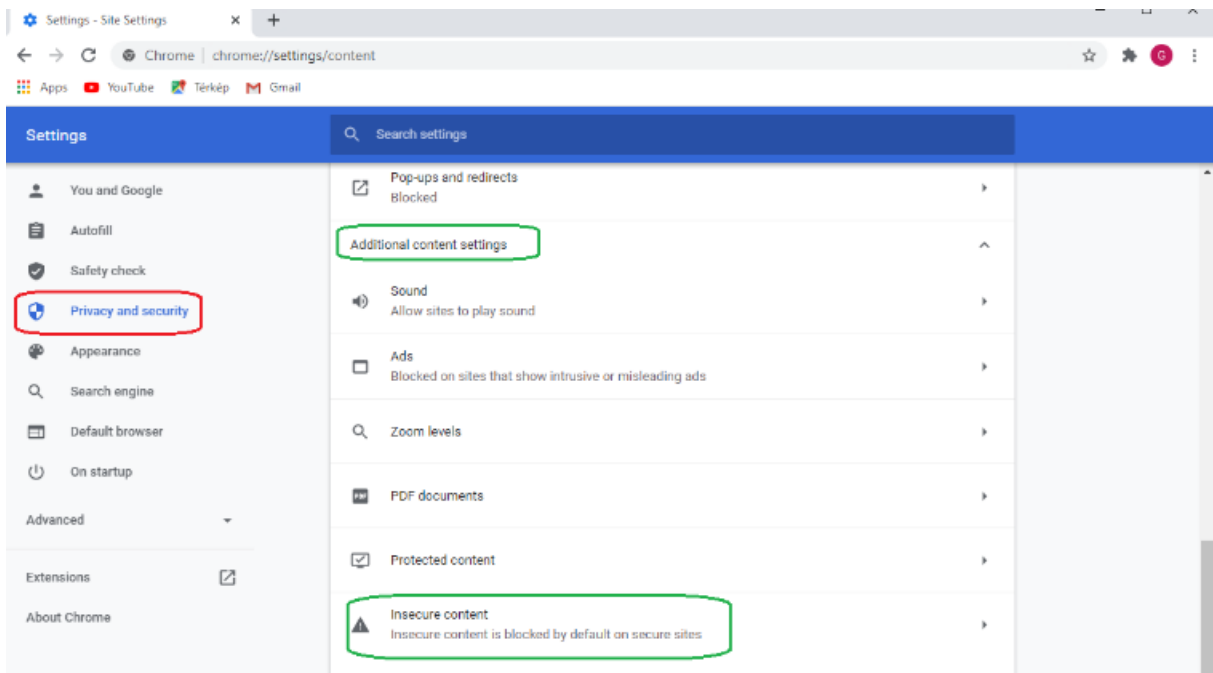 Settings - Site Settings
Chrome | chrome://settings/content
G
Apps YouTube Térkép Gmail
Settings
Search settings
You and Google
Autofill
Safety check
Privacy and security
Appearance
Search engine
Default browser
On startup
Advanced
Extensions
About Chrome
Pop-ups and redirects
Blocked
Additional content settings
Sound
Allow sites to play sound
Ads
Blocked on sites that show intrusive or misleading ads
Zoom levels
PDF documents
Protected content
Insecure content
Insecure content is blocked by default on secure sites